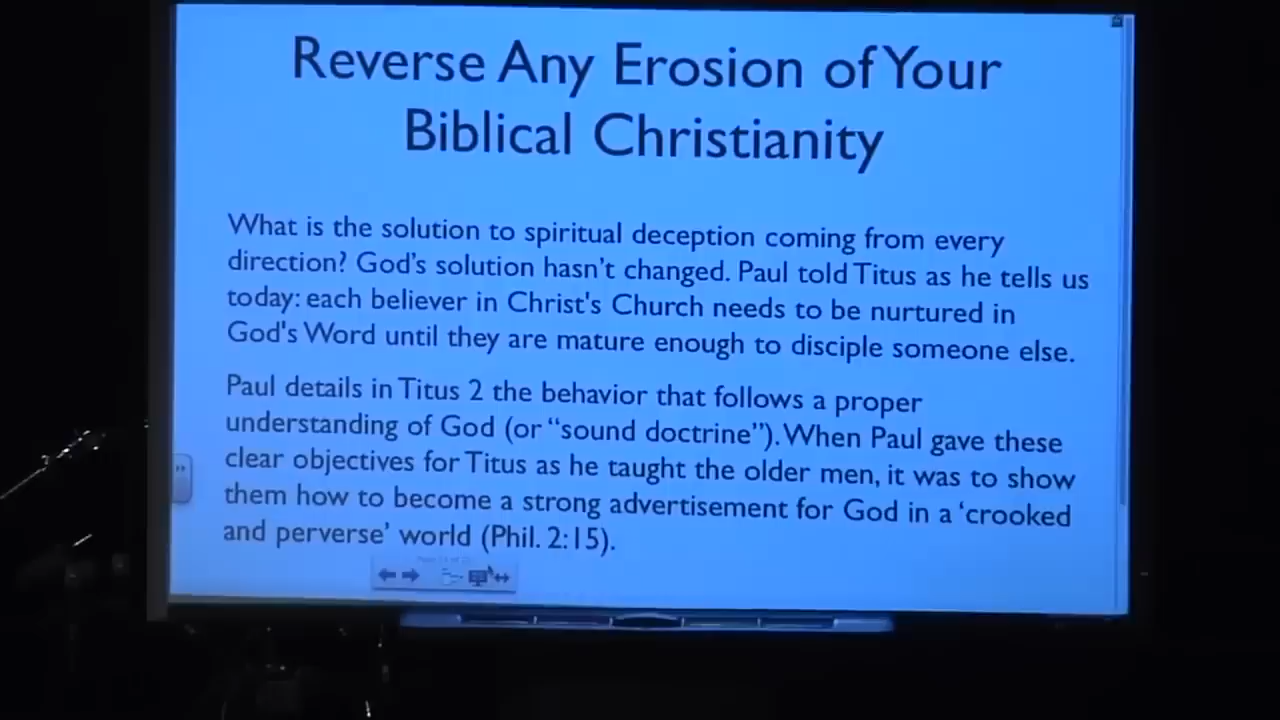 Reverse Any Erosion of Your
Biblical Christianity
What is the solution to spiritual deception coming from every
direction? God's solution hasn't changed. Paul told Titus as he tells us
today: each believer in Christ's Church needs to be nurtured in
God's Word until they are mature enough to disciple someone else.
Paul details in Titus 2 the behavior that follows a proper
understanding of God (or “sound doctrine”). When Paul gave these
clear objectives for Titus as he taught the older men, it was to show
them how to become a strong advertisement for God in a ‘crooked
and perverse’ world (Phil. 2:15).